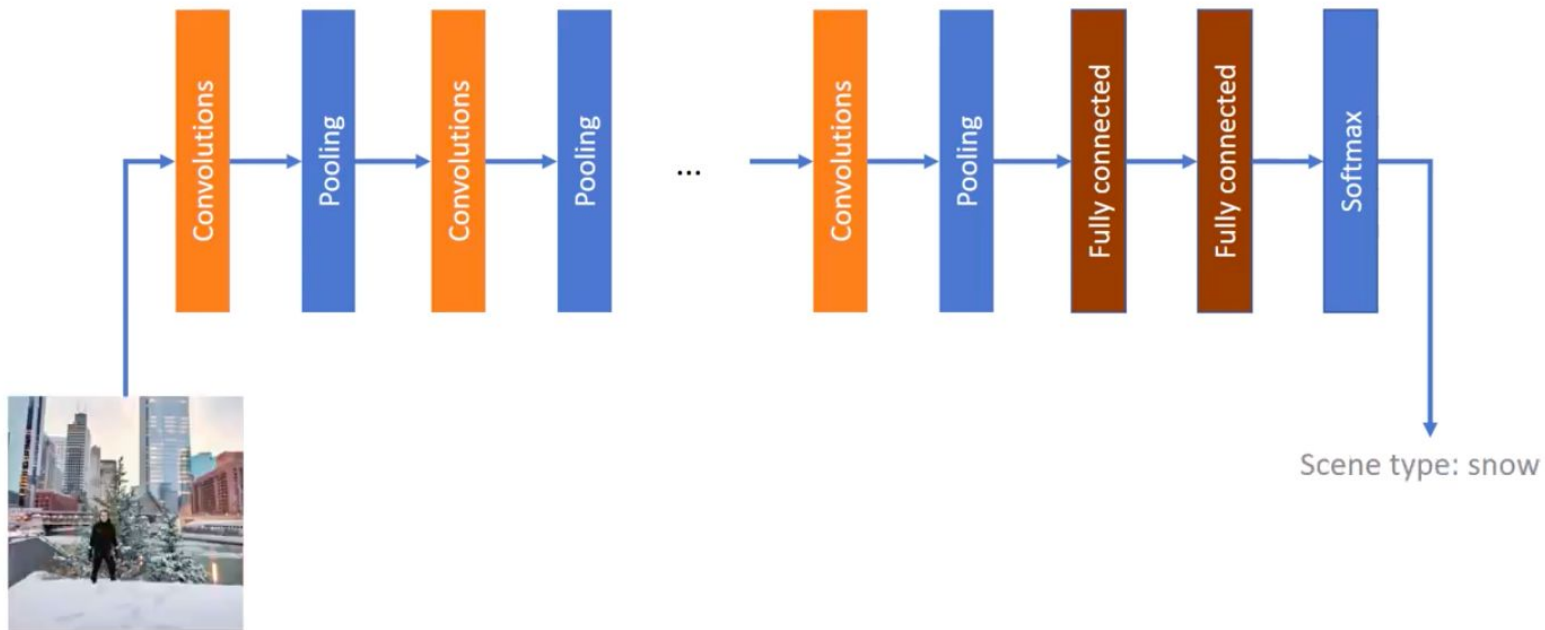 Convolutions
Pooling
Convolutions
Pooling
...
Convolutions
Pooling
Fully connected
Fully connected
Softmax
Scene type: snow